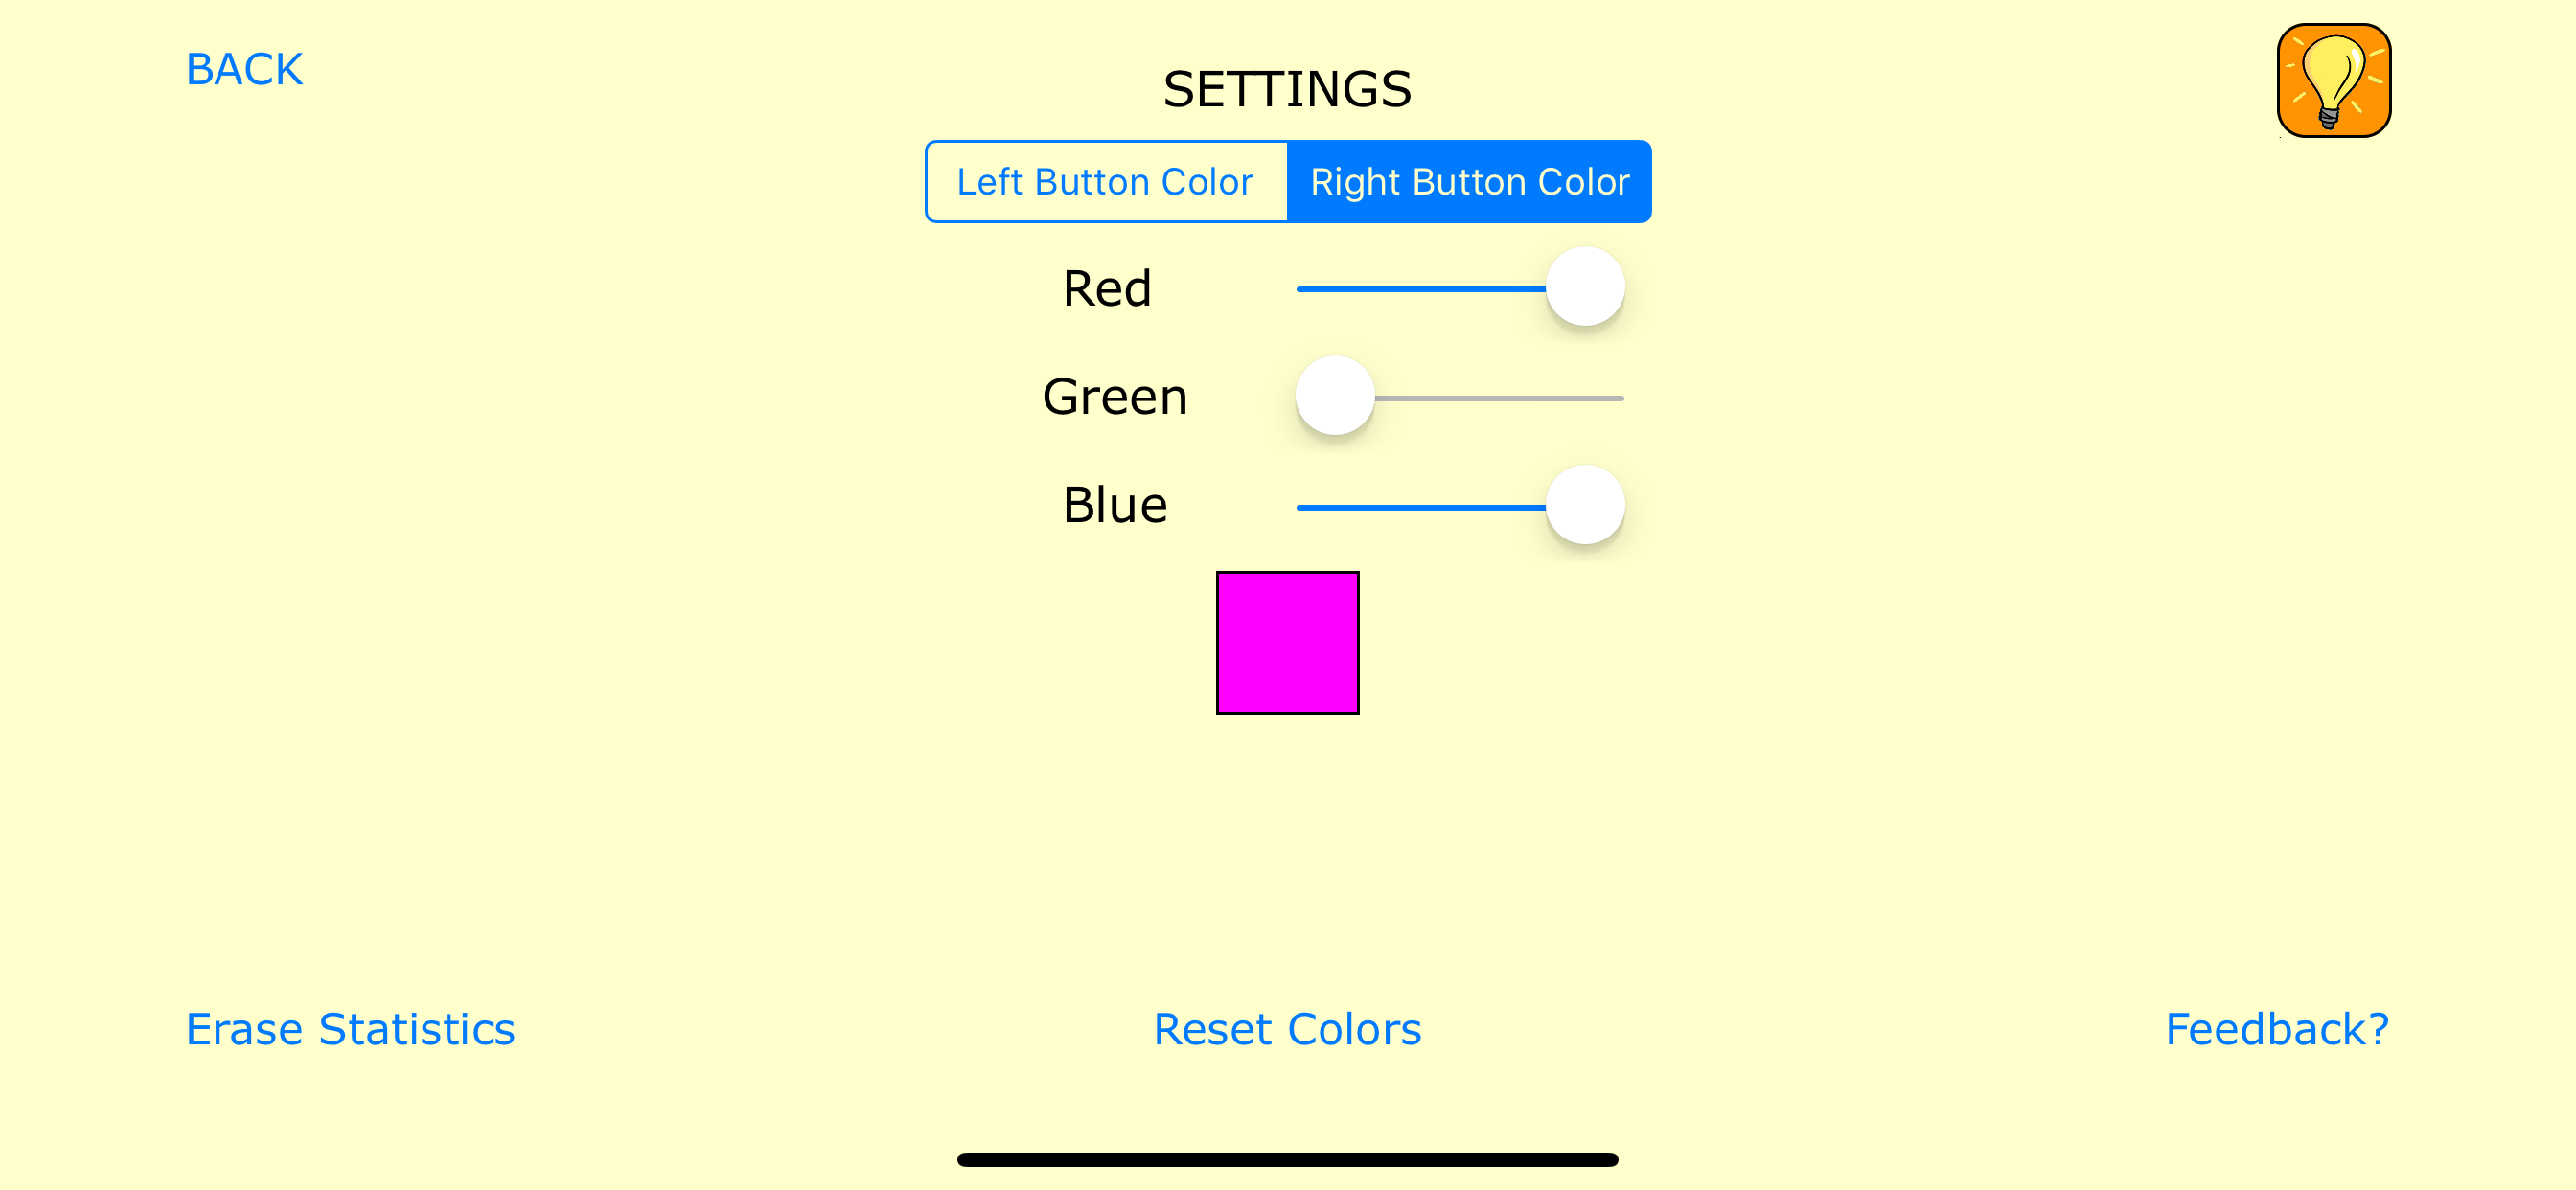 BACK
SETTINGS
Left Button Color
Right Button Color
Red
Green
Blue
Erase Statistics
Reset Colors
Feedback?